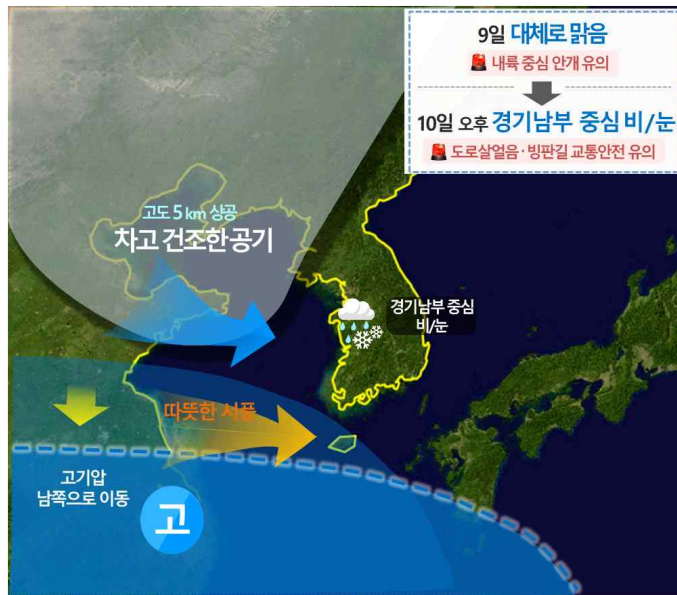 9일 대체로 맑음
내륙 중심 안개 유의
10일 오후 경기남부 중심 비/눈
도로살얼음·빙판길 교통안전 유의
고도 5 km 상공
차고 건조한 공기
경기남부 중심
비/눈
따뜻한 서풍
고기압
남쪽으로 이동
고